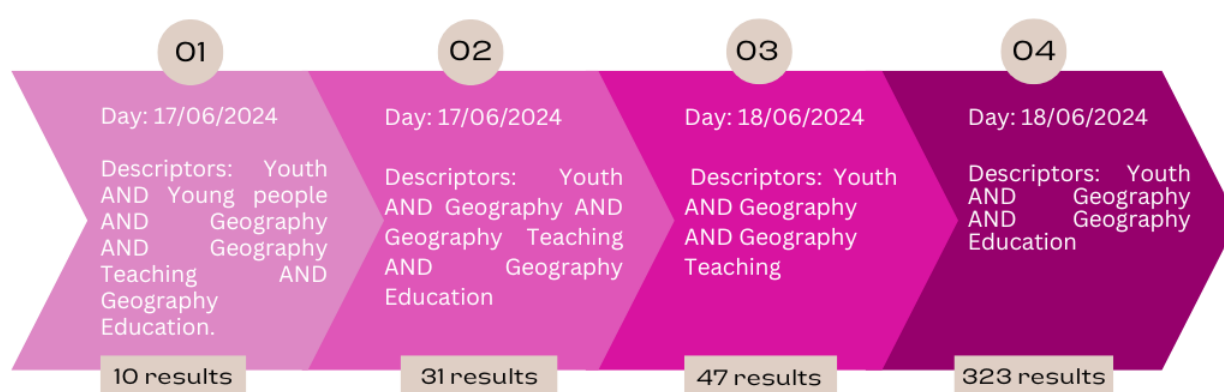 01
Day: 17/06/2024
Descriptors: Youth
AND Young people
AND Geography
AND Geography
Teaching AND
Geography
Education.
10 results
02
Day: 17/06/2024
Descriptors: Youth
AND Geography AND
Geography Teaching
AND Geography
Education
31 results
03
Day: 18/06/2024
Descriptors: Youth
AND Geography
AND Geography
Teaching
47 results
04
Day: 18/06/2024
Descriptors: Youth
AND Geography
AND Geography
Education
323 results